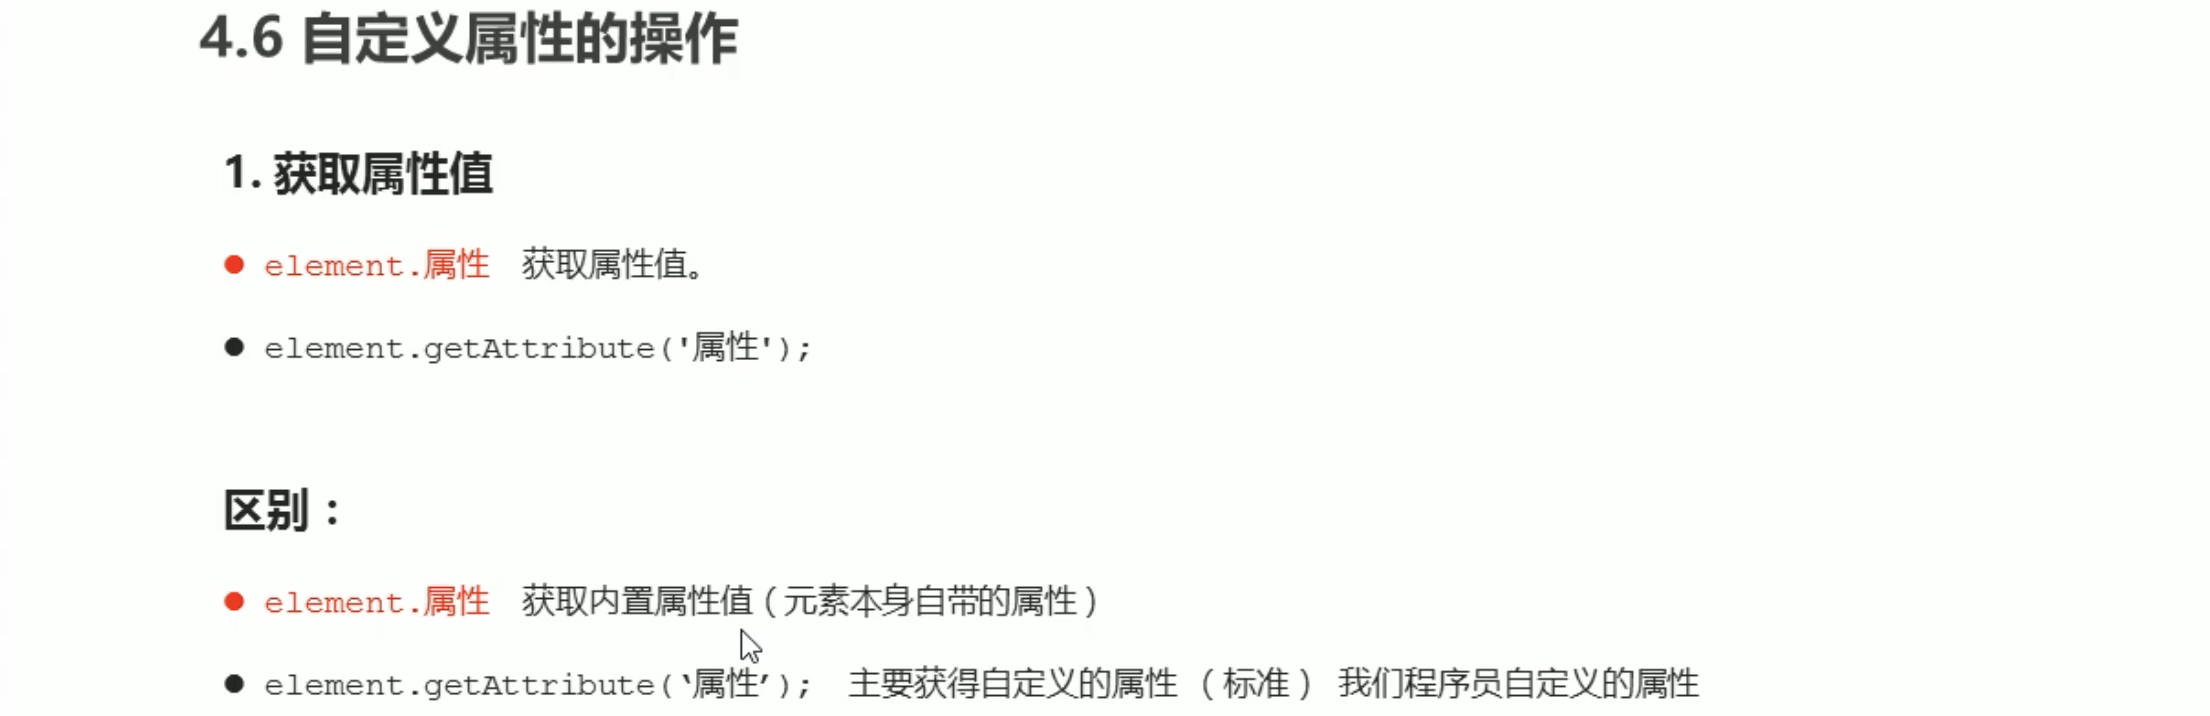 4.6 自定义属性的操作
1. 获取属性值
● element.属性 获取属性值。
● element.getAttribute('属性');
区别：
● element.属性 获取内置属性值(元素本身自带的属性)
● element.getAttribute(‘属性’); 主要获得自定义的属性 (标准) 我们程序员自定义的属性